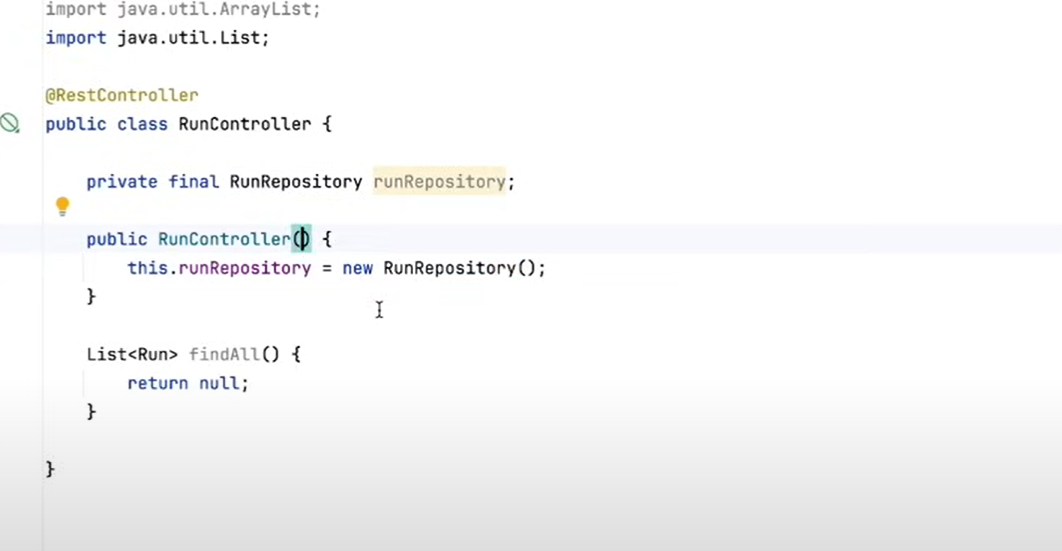 import java.util.ArrayList;
import java.util.List;
@RestController
public class RunController {
private final RunRepository runRepository;
public RunController() {
this.runRepository = new RunRepository();
}
List<Run> findAll() {
return null;
}
}